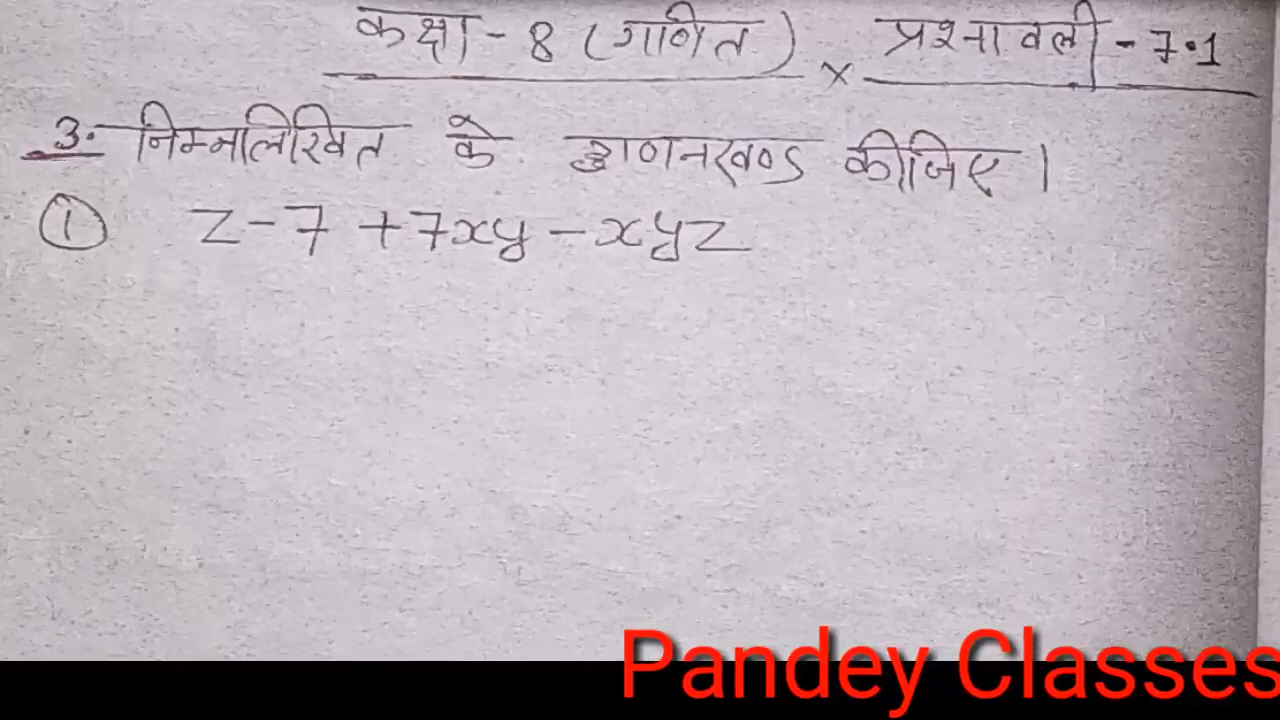 कक्षा - 8 (गणित) × प्रश्नावली - 7.1
3. निम्नलिखित के गुणनखण्ड कीजिए।
① z - 7 + 7xy - xyz
Pandey Classes